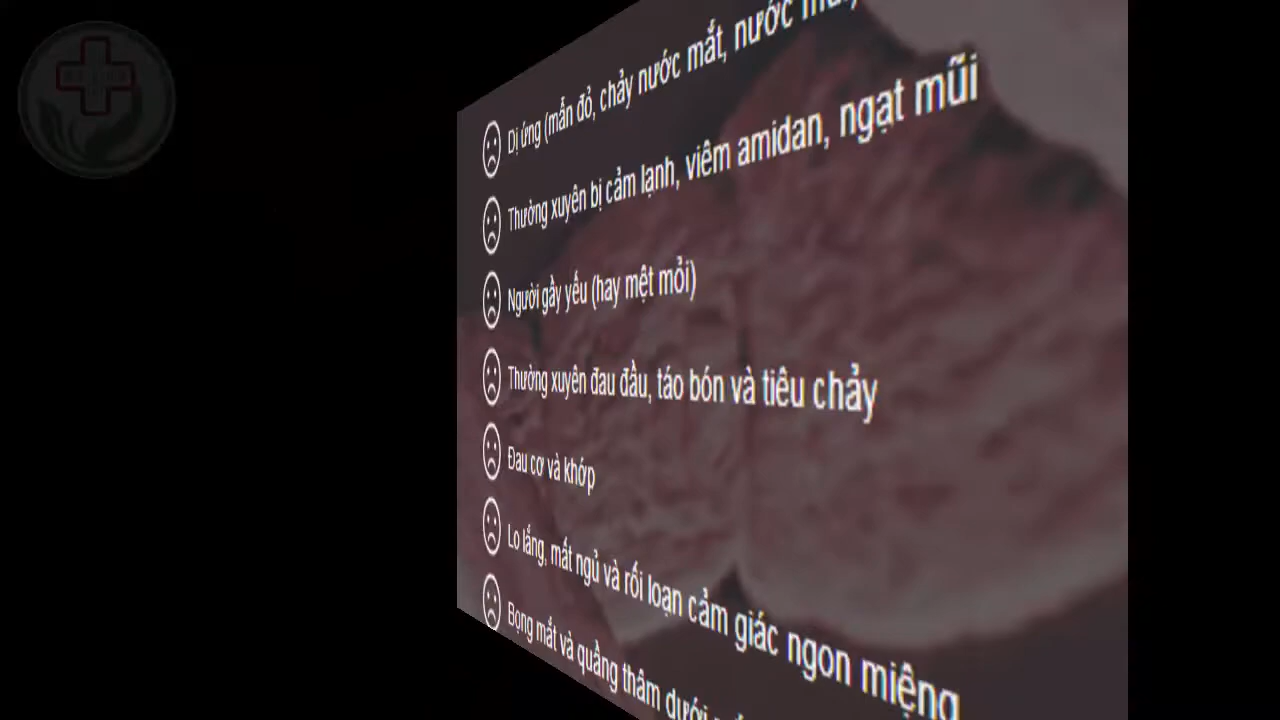 Dị ứng (mẩn đỏ, chảy nước mắt, nước
Thường xuyên bị cảm lạnh, viêm amidan, ngạt mũi
Người gầy yếu (hay mệt mỏi)
Thường xuyên đau đầu, táo bón và tiêu chảy
Đau cơ và khớp
Lo lắng, mất ngủ và rối loạn cảm giác ngon miệng
Bọng mắt và quầng thâm dưới